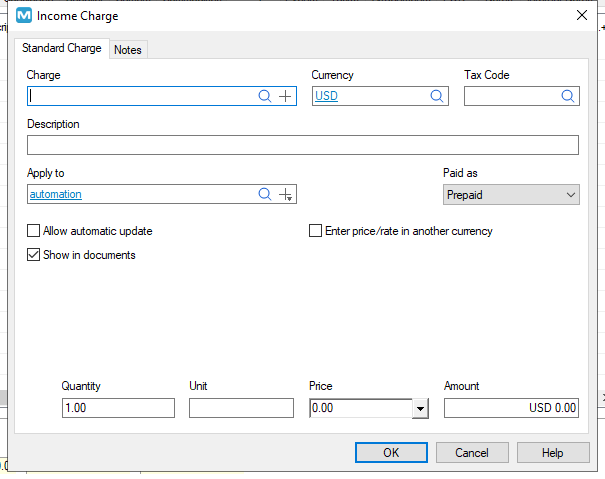 M Income Charge
Standard Charge Notes
Charge Currency Tax Code
USD
Description
Apply to Paid as
automation Prepaid
Allow automatic update Enter price/rate in another currency
Show in documents
Quantity Unit Price Amount
1.00 0.00 USD 0.00
OK Cancel Help